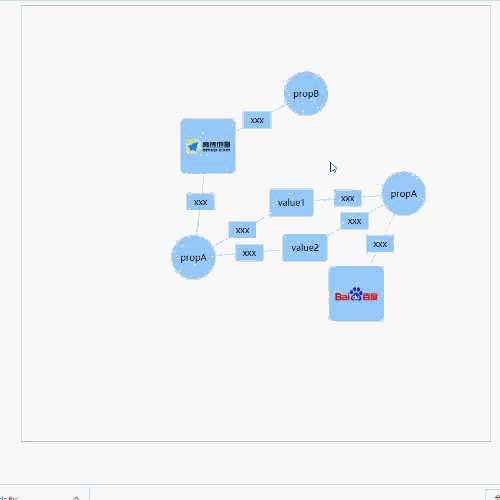 propB
xxx
高德地图
amap.com
xxx
value1
xxx
propA
xxx
xxx
value2
xxx
xxx
propA
Bai百度